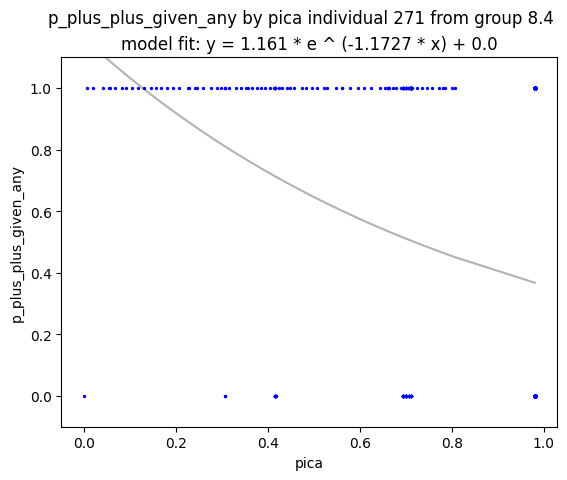 p_plus_plus_given_any by pica individual 271 from group 8.4
model fit: y = 1.161 * e ^ (-1.1727 * x) + 0.0
p_plus_plus_given_any
1.0
0.8
0.6
0.4
0.2
0.0
0.0 0.2 0.4 0.6 0.8 1.0
pica